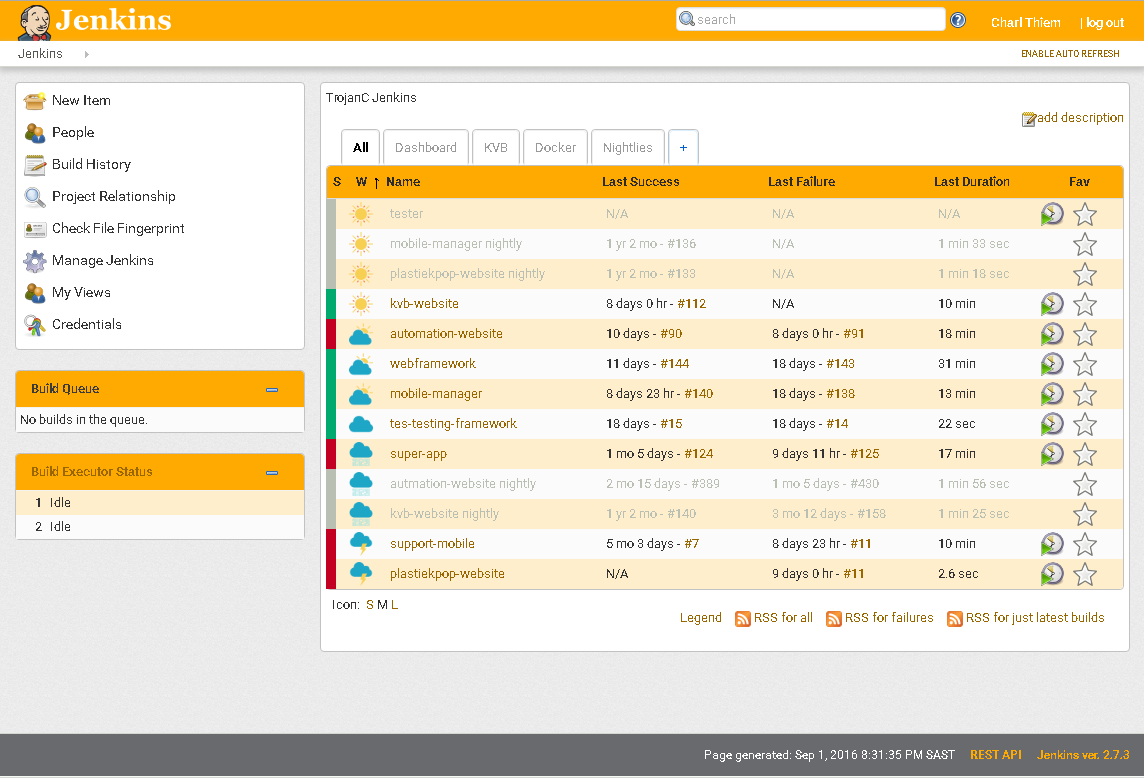 Jenkins
search
?
Charl Thiem | log out
Jenkins
ENABLE AUTO REFRESH
New Item
People
Build History
Project Relationship
Check File Fingerprint
Manage Jenkins
My Views
Credentials
Build Queue
No builds in the queue.
Build Executor Status
1 Idle
2 Idle
TrojanC Jenkins
add description
All Dashboard KVB Docker Nightlies +
S W ↑ Name Last Success Last Failure Last Duration Fav
tester N/A N/A N/A
mobile-manager nightly 1 yr 2 mo - #136 N/A 1 min 33 sec
plastiekpop-website nightly 1 yr 2 mo - #133 N/A 1 min 18 sec
kvb-website 8 days 0 hr - #112 N/A 10 min
automation-website 10 days - #90 8 days 0 hr - #91 18 min
webframework 11 days - #144 18 days - #143 31 min
mobile-manager 8 days 23 hr - #140 18 days - #138 13 min
tes-testing-framework 18 days - #15 18 days - #14 22 sec
super-app 1 mo 5 days - #124 9 days 11 hr - #125 17 min
autmation-website nightly 2 mo 15 days - #389 1 mo 5 days - #430 1 min 56 sec
kvb-website nightly 1 yr 2 mo - #140 3 mo 12 days - #158 1 min 25 sec
support-mobile 5 mo 3 days - #7 8 days 23 hr - #11 10 min
plastiekpop-website N/A 9 days 0 hr - #11 2.6 sec
Icon: S M L
Legend RSS for all RSS for failures RSS for just latest builds
Page generated: Sep 1, 2016 8:31:35 PM SAST REST API Jenkins ver. 2.7.3